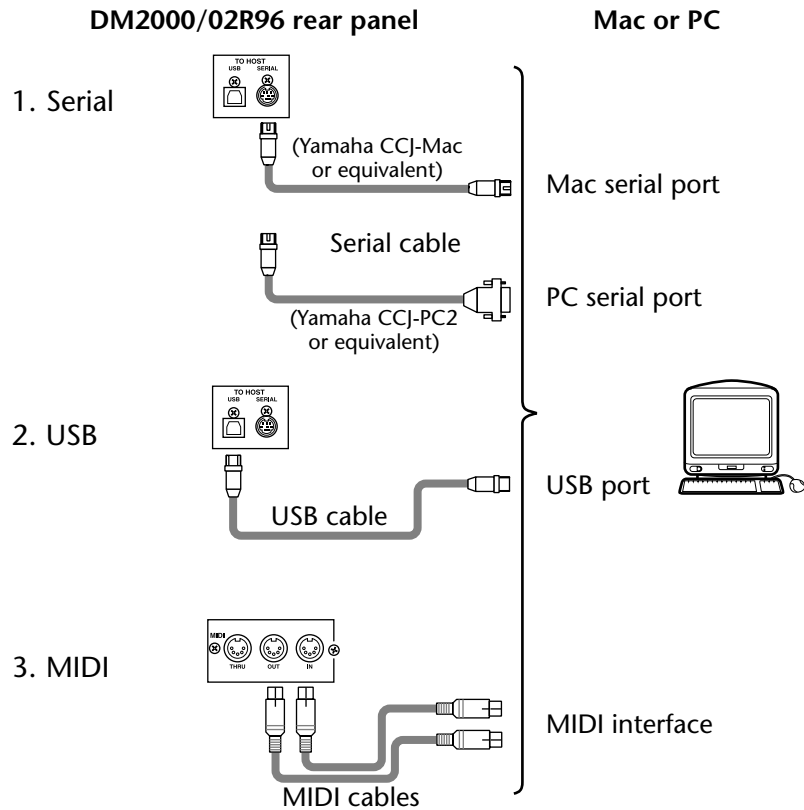 DM2000/02R96 rear panel
Mac or PC
1. Serial
TO HOST
USB SERIAL
(Yamaha CCJ-Mac
or equivalent)
Mac serial port
Serial cable
PC serial port
(Yamaha CCJ-PC2
or equivalent)
2. USB
TO HOST
USB SERIAL
USB port
USB cable
3. MIDI
MIDI
THRU OUT IN
MIDI interface
MIDI cables